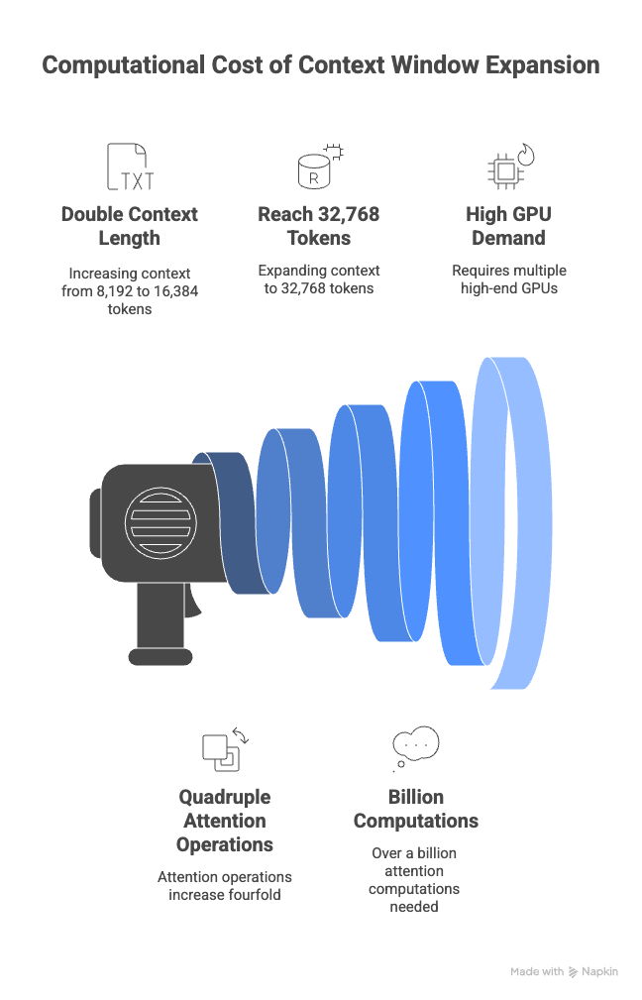 Computational Cost of Context Window Expansion
TXT
R
Double Context
Length
Increasing context
from 8,192 to 16,384
tokens
Reach 32,768
Tokens
Expanding context
to 32,768 tokens
High GPU
Demand
Requires multiple
high-end GPUs
Quadruple
Attention
Operations
Attention operations
increase fourfold
Billion
Computations
Over a billion
attention
computations
needed
Made with Napkin